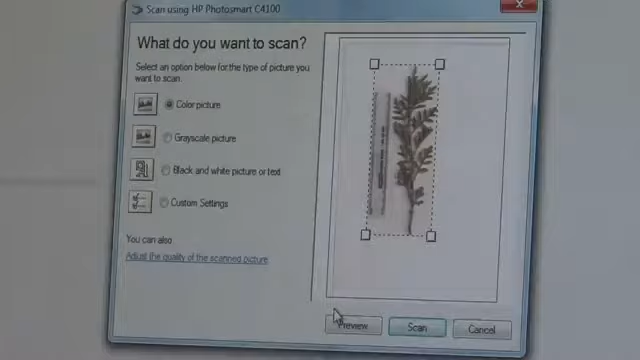 Scan using HP Photosmart C4100
What do you want to scan?
Select an option below for the type of picture you
want to scan.
Color picture
Grayscale picture
Black and white picture or text
Custom Settings
You can also:
Adjust the quality of the scanned picture
Preview
Scan
Cancel